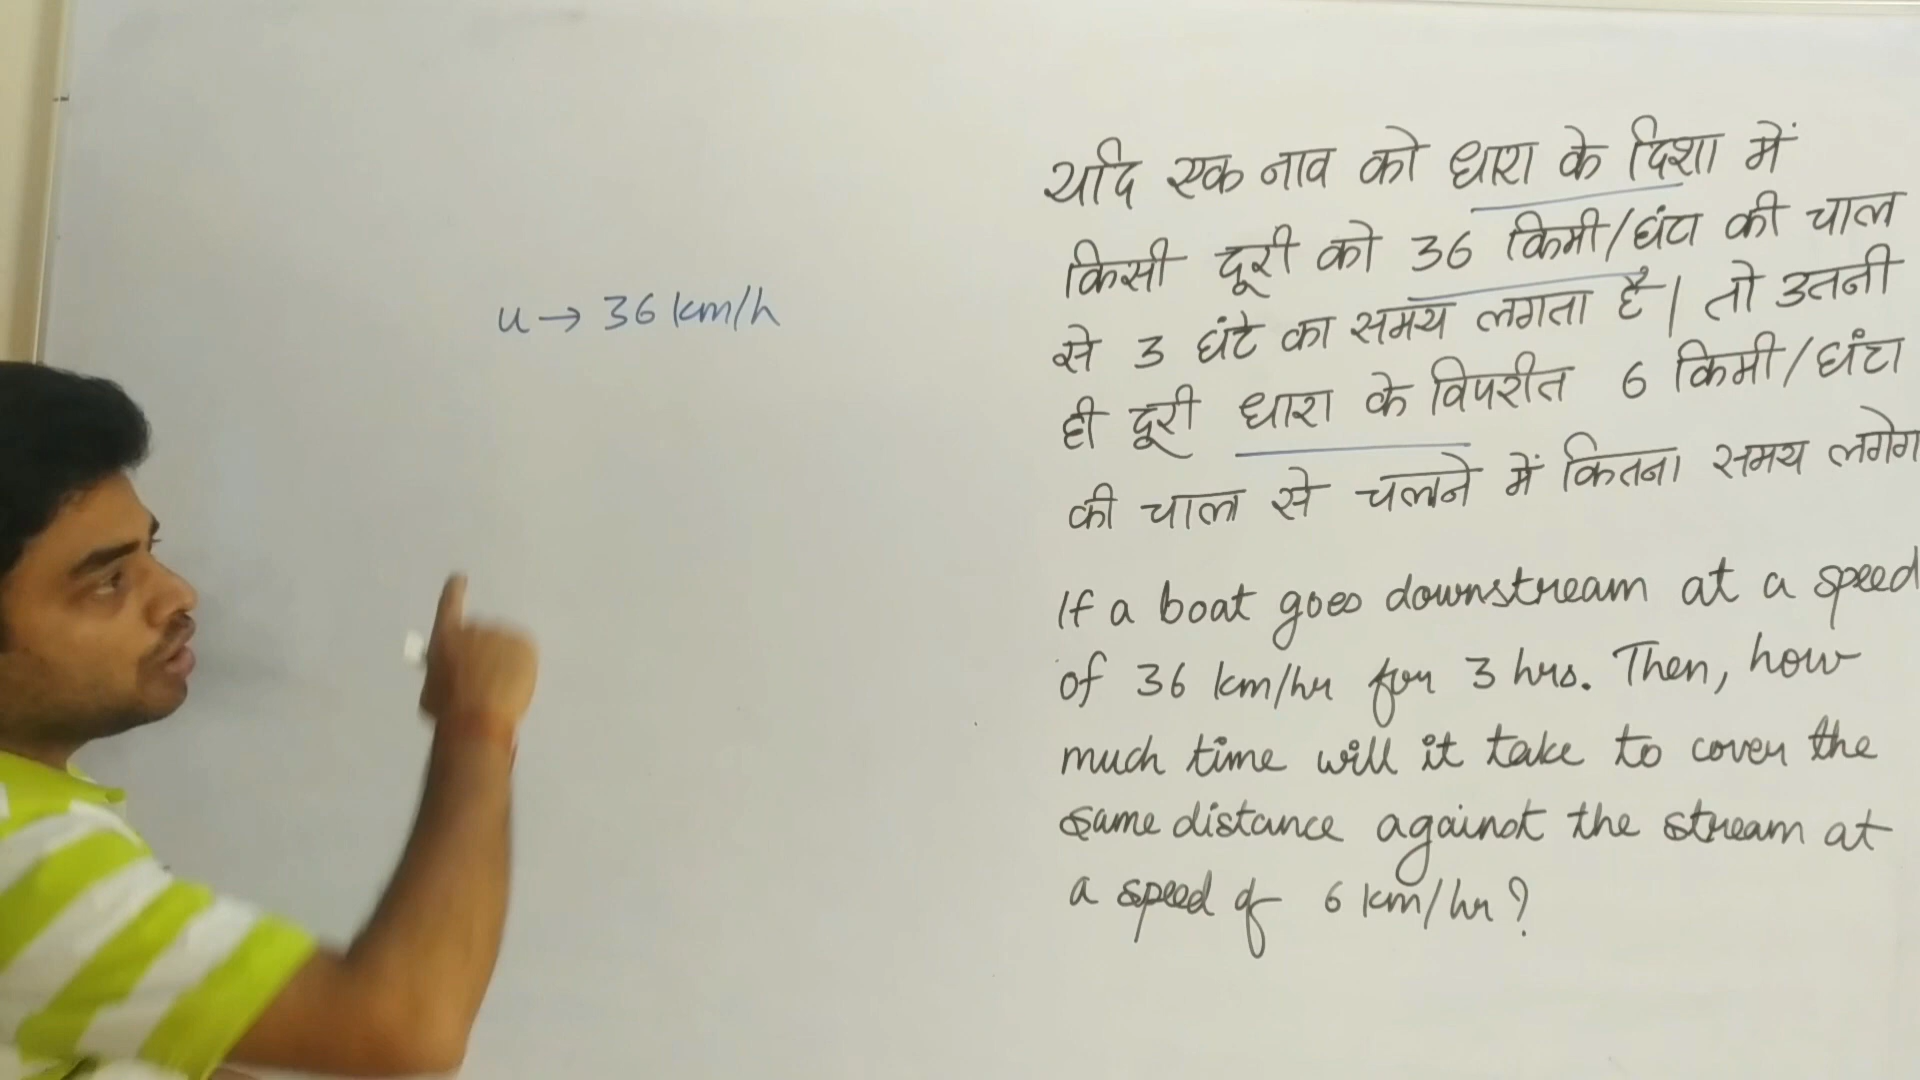 u → 36 km/h
यदि एक नाव को धारा के दिशा में
किसी दूरी को 36 किमी/घंटा की चाल
से 3 घंटे का समय लगता है। तो उतनी
ही दूरी धारा के विपरीत 6 किमी/घंटा
की चाल से चलने में कितना समय लगेग
If a boat goes downstream at a speed
of 36 km/hr for 3 hrs. Then, how
much time will it take to cover the
same distance against the stream at
a speed of 6 km/hr?